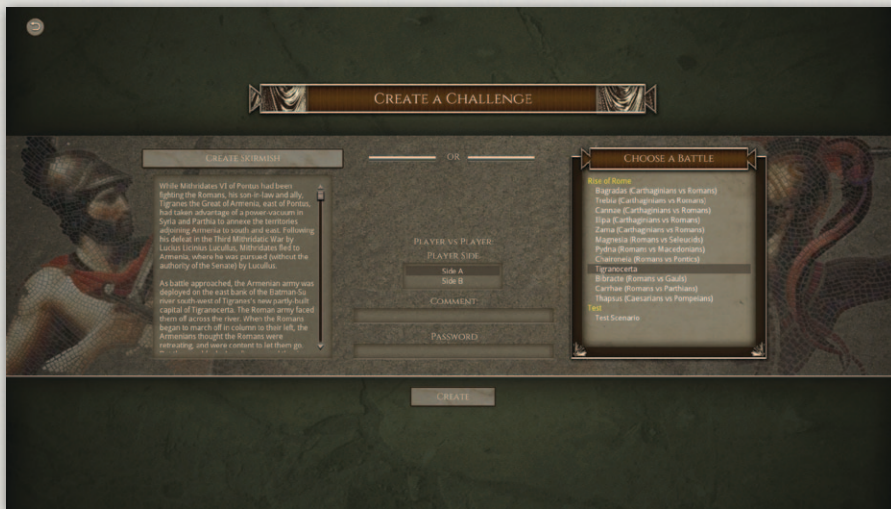 CREATE A CHALLENGE
CREATE SKIRMISH
While Mithridates VI of Pontus had been
fighting the Romans, his son-in-law and ally,
Tigranes the Great of Armenia, east of Pontus,
had taken advantage of a power-vacuum in
Syria and Parthia to annexe the territories
adjoining Armenia to south and east. Following
his defeat in the Third Mithridatic War by
Lucius Licinius Lucullus, Mithridates fled to
Armenia, where he was pursued (without the
authority of the Senate) by Lucullus.
As battle approached, the Armenian army was
deployed on the east bank of the Batman-Su
river south-west of Tigranes's new partly-built
capital of Tigranocerta. The Roman army faced
them off across the river. When the Romans
began to march off in column to their left, the
Armenians thought the Romans were
retreating, and were content to let them go.
OR
PLAYER VS PLAYER
PLAYER SIDE
Side A
Side B
COMMENT
PASSWORD
CHOOSE A BATTLE
Rise of Rome
Bagradas (Carthaginians vs Romans)
Trebia (Carthaginians vs Romans)
Cannae (Carthaginians vs Romans)
Ilipa (Carthaginians vs Romans)
Zama (Carthaginians vs Romans)
Magnesia (Romans vs Seleucids)
Pydna (Romans vs Macedonians)
Chaironeia (Romans vs Pontics)
Tigranocerta
Bibracte (Romans vs Gauls)
Carrhae (Romans vs Parthians)
Thapsus (Caesarians vs Pompeians)
Test
Test Scenario
CREATE